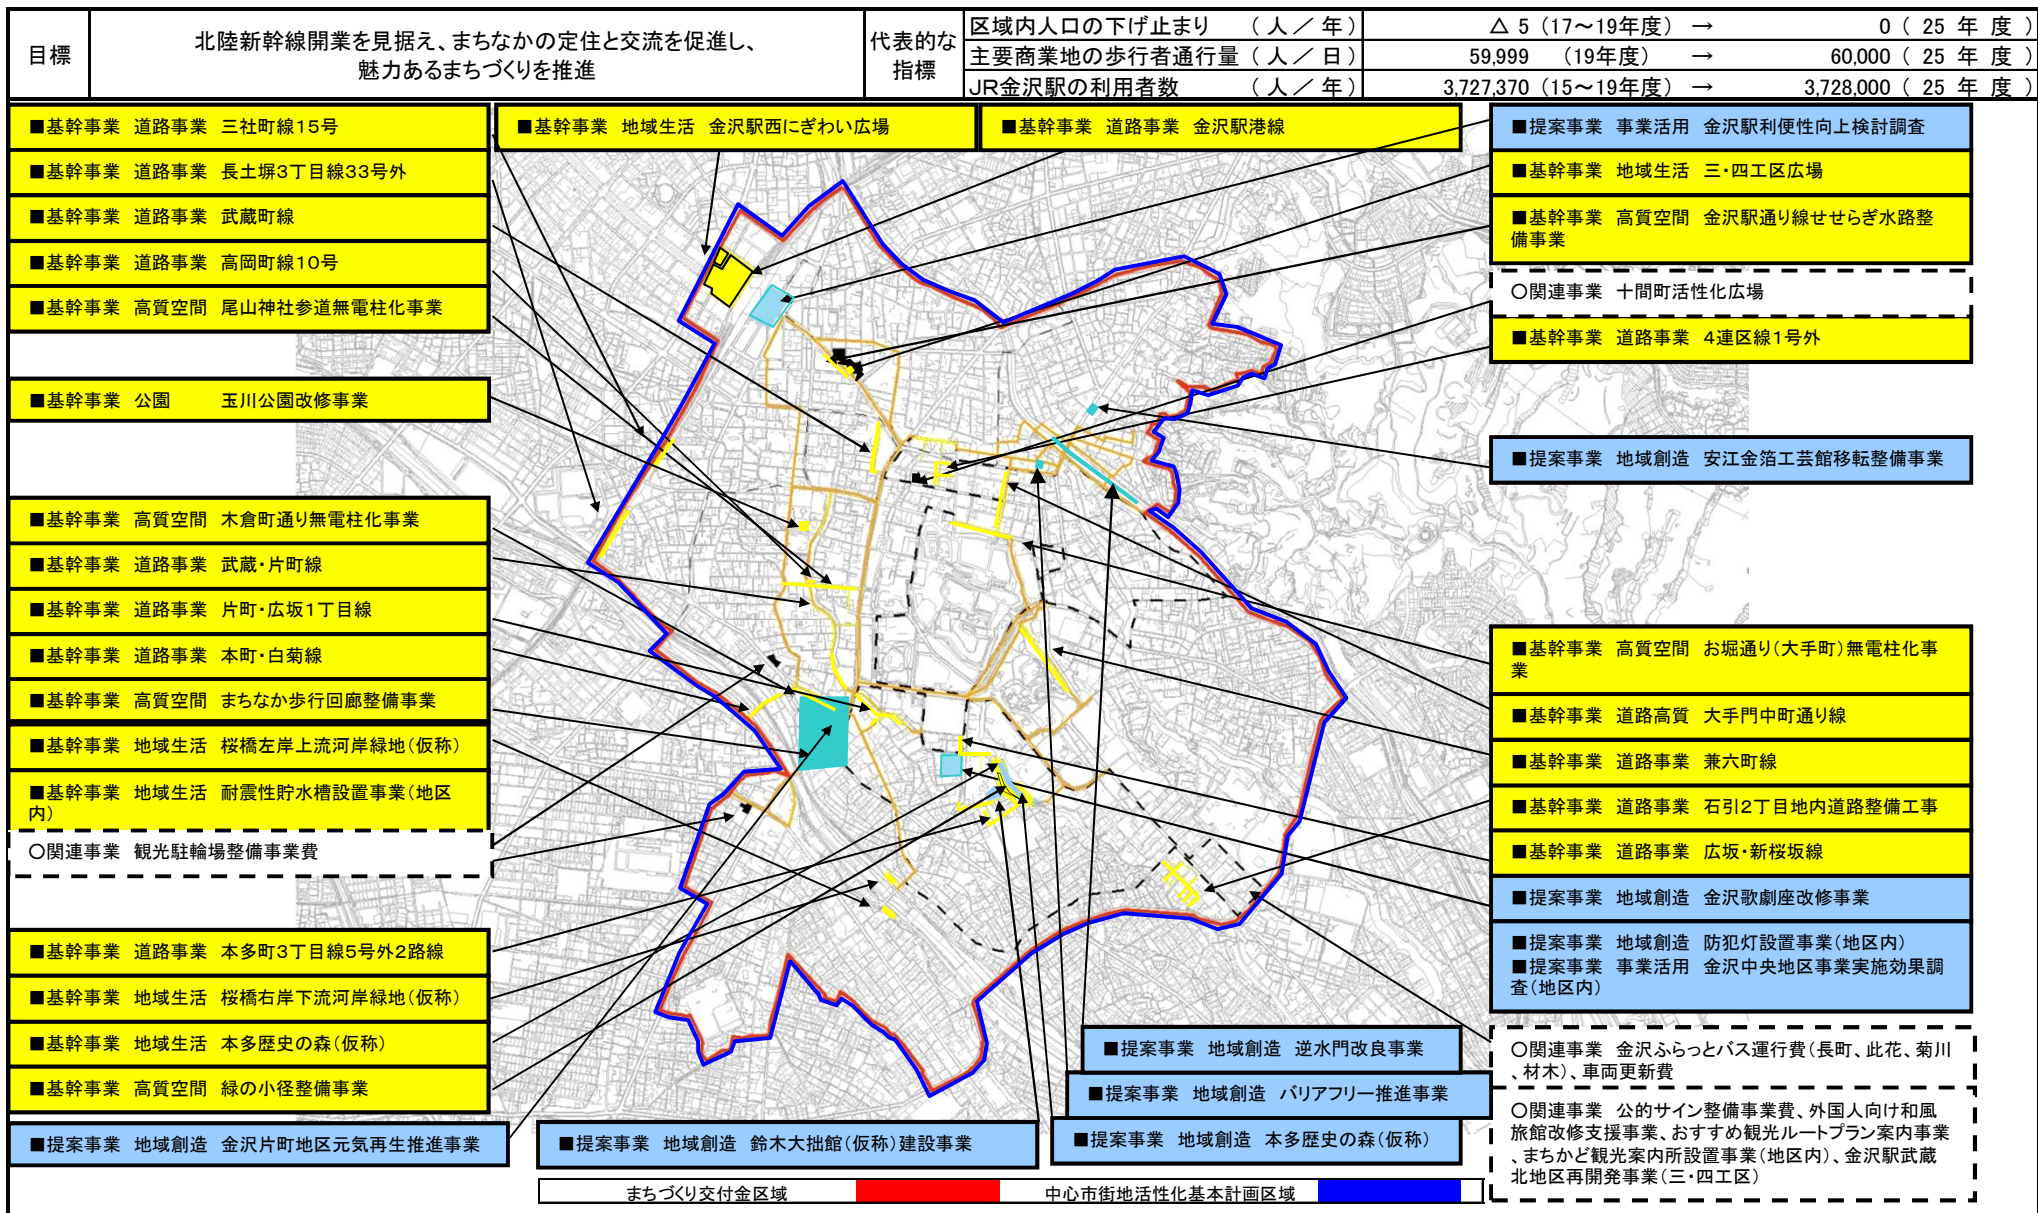 目標
北陸新幹線開業を見据え、まちなかの定住と交流を促進し、
魅力あるまちづくりを推進
代表的な
指標
区域内人口の下げ止まり （人／年） △ 5 (17～19年度) → 0 ( 25 年 度 )
主要商業地の歩行者通行量 （人／日） 59,999 (19年度) → 60,000 ( 25 年 度 )
JR金沢駅の利用者数 （人／年） 3,727,370 (15～19年度) → 3,728,000 ( 25 年 度 )
■基幹事業 道路事業 三社町線15号
■基幹事業 地域生活 金沢駅西にぎわい広場
■基幹事業 道路事業 金沢駅港線
■提案事業 事業活用 金沢駅利便性向上検討調査
■基幹事業 道路事業 長土塀3丁目線33号外
■基幹事業 地域生活 三・四工区広場
■基幹事業 道路事業 武蔵町線
■基幹事業 高質空間 金沢駅通り線せせらぎ水路整
備事業
■基幹事業 道路事業 高岡町線10号
○関連事業 十間町活性化広場
■基幹事業 高質空間 尾山神社参道無電柱化事業
■基幹事業 道路事業 4連区線1号外
■基幹事業 公園 玉川公園改修事業
■提案事業 地域創造 安江金箔工芸館移転整備事業
■基幹事業 高質空間 木倉町通り無電柱化事業
■基幹事業 道路事業 武蔵・片町線
■基幹事業 道路事業 片町・広坂1丁目線
■基幹事業 道路事業 本町・白菊線
■基幹事業 高質空間 まちなか歩行回廊整備事業
■基幹事業 地域生活 桜橋左岸上流河岸緑地(仮称)
■基幹事業 地域生活 耐震性貯水槽設置事業(地区
内)
○関連事業 観光駐輪場整備事業費
■基幹事業 高質空間 お堀通り(大手町)無電柱化事
業
■基幹事業 道路高質 大手門中町通り線
■基幹事業 道路事業 兼六町線
■基幹事業 道路事業 石引2丁目地内道路整備工事
■基幹事業 道路事業 広坂・新桜坂線
■提案事業 地域創造 金沢歌劇座改修事業
■提案事業 地域創造 防犯灯設置事業(地区内)
■提案事業 事業活用 金沢中央地区事業実施効果調
査(地区内)
■基幹事業 道路事業 本多町3丁目線5号外2路線
■基幹事業 地域生活 桜橋右岸下流河岸緑地(仮称)
■基幹事業 地域生活 本多歴史の森(仮称)
■基幹事業 高質空間 緑の小径整備事業
■提案事業 地域創造 金沢片町地区元気再生推進事業
■提案事業 地域創造 鈴木大拙館(仮称)建設事業
■提案事業 地域創造 逆水門改良事業
■提案事業 地域創造 バリアフリー推進事業
■提案事業 地域創造 本多歴史の森(仮称)
○関連事業 金沢ふらっとバス運行費(長町、此花、菊川
、材木)、車両更新費
○関連事業 公的サイン整備事業費、外国人向け和風
旅館改修支援事業、おすすめ観光ルートプラン案内事業
、まちかど観光案内所設置事業(地区内)、金沢駅武蔵
北地区再開発事業(三・四工区)
まちづくり交付金区域
中心市街地活性化基本計画区域